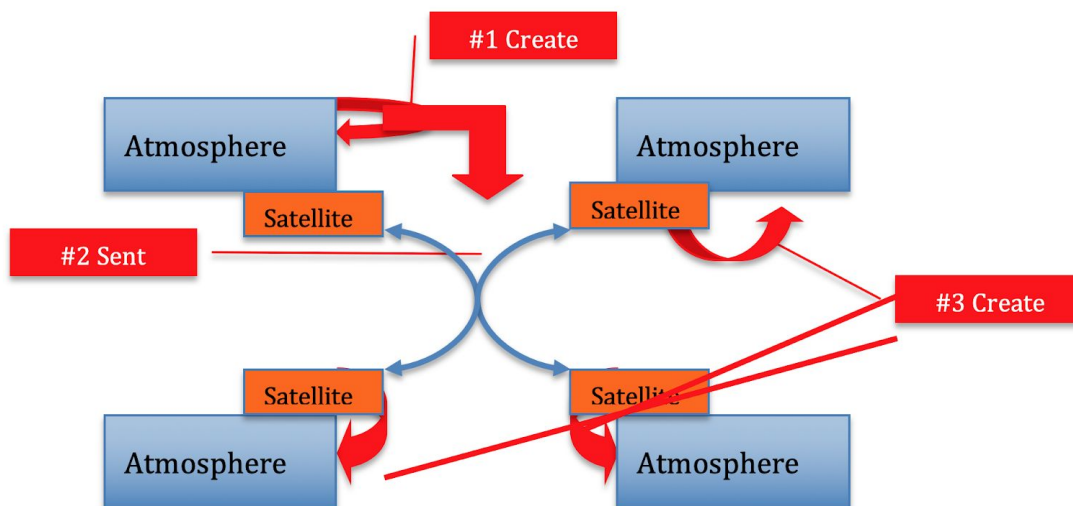 #1 Create
Atmosphere
Atmosphere
Satellite
Satellite
#2 Sent
#3 Create
Satellite
Satellite
Atmosphere
Atmosphere